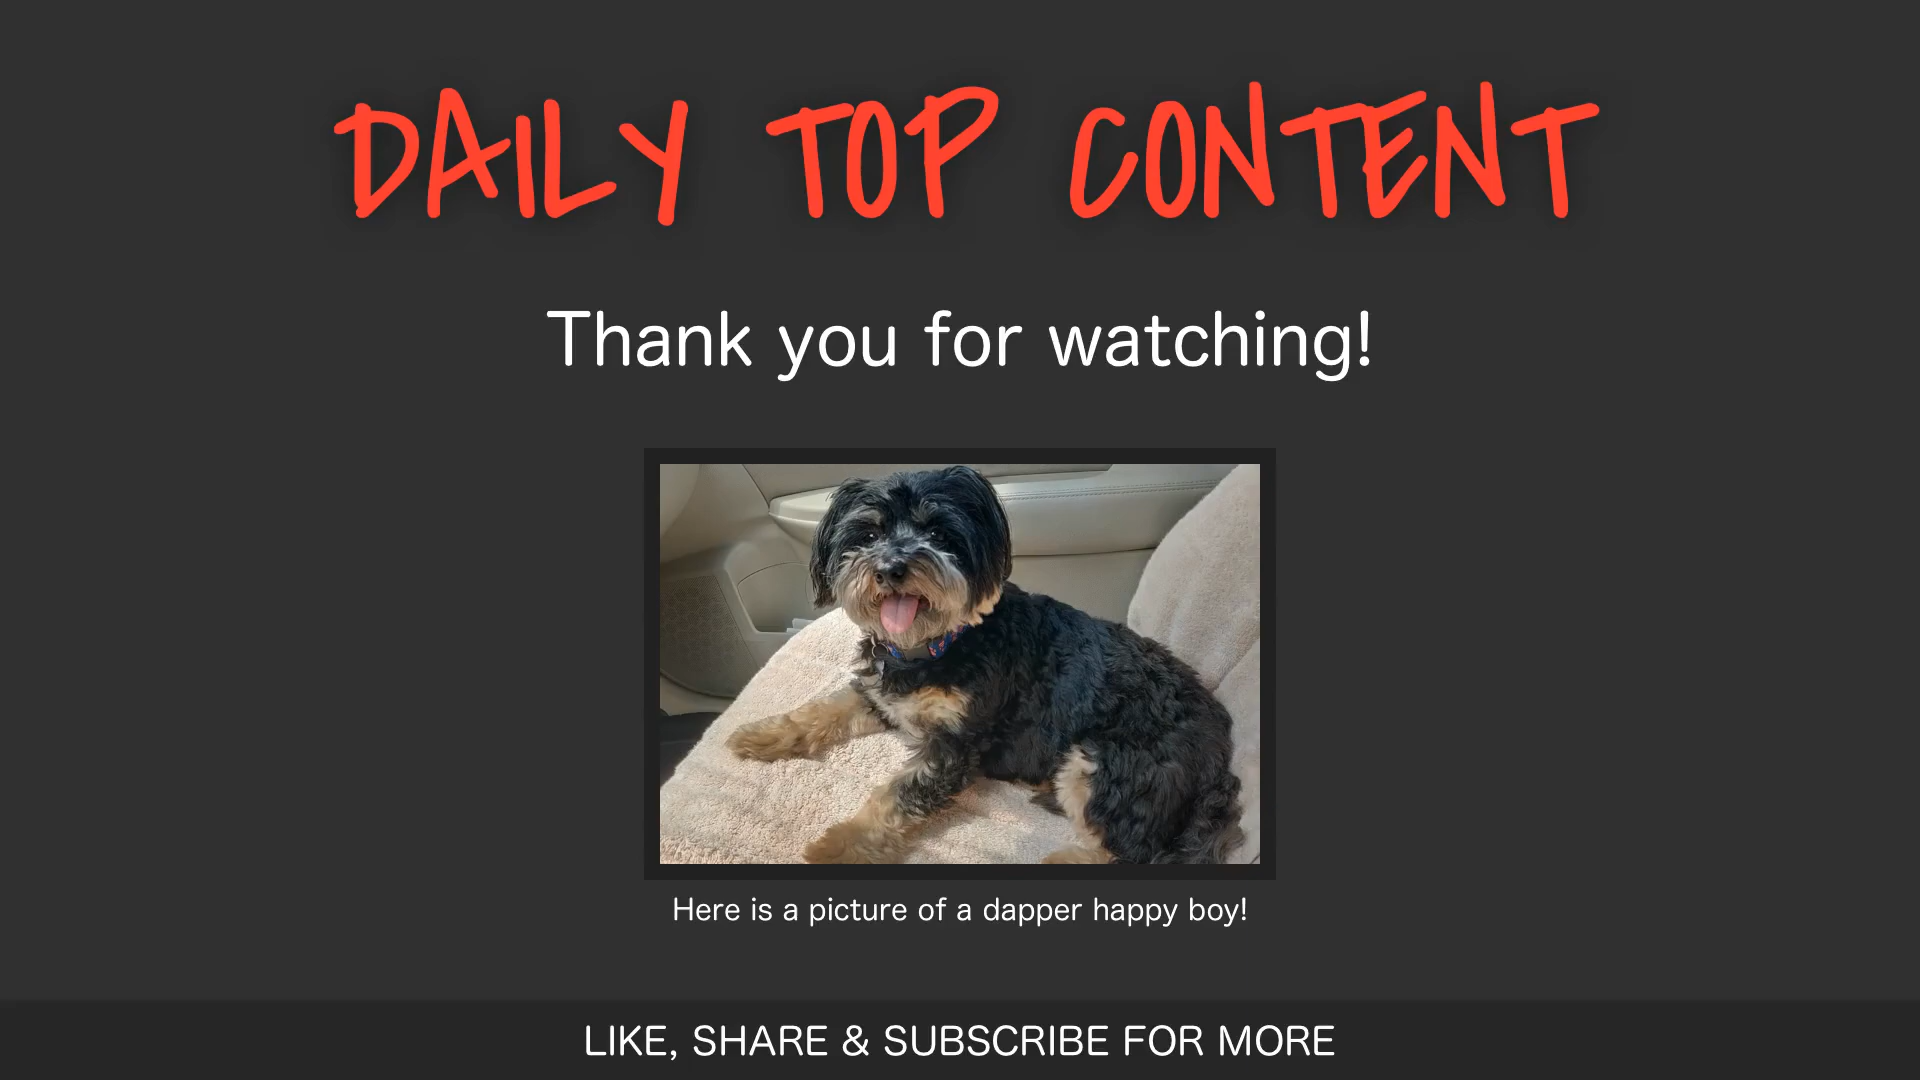 DAILY TOP CONTENT
Thank you for watching!
Here is a picture of a dapper happy boy!
LIKE, SHARE & SUBSCRIBE FOR MORE